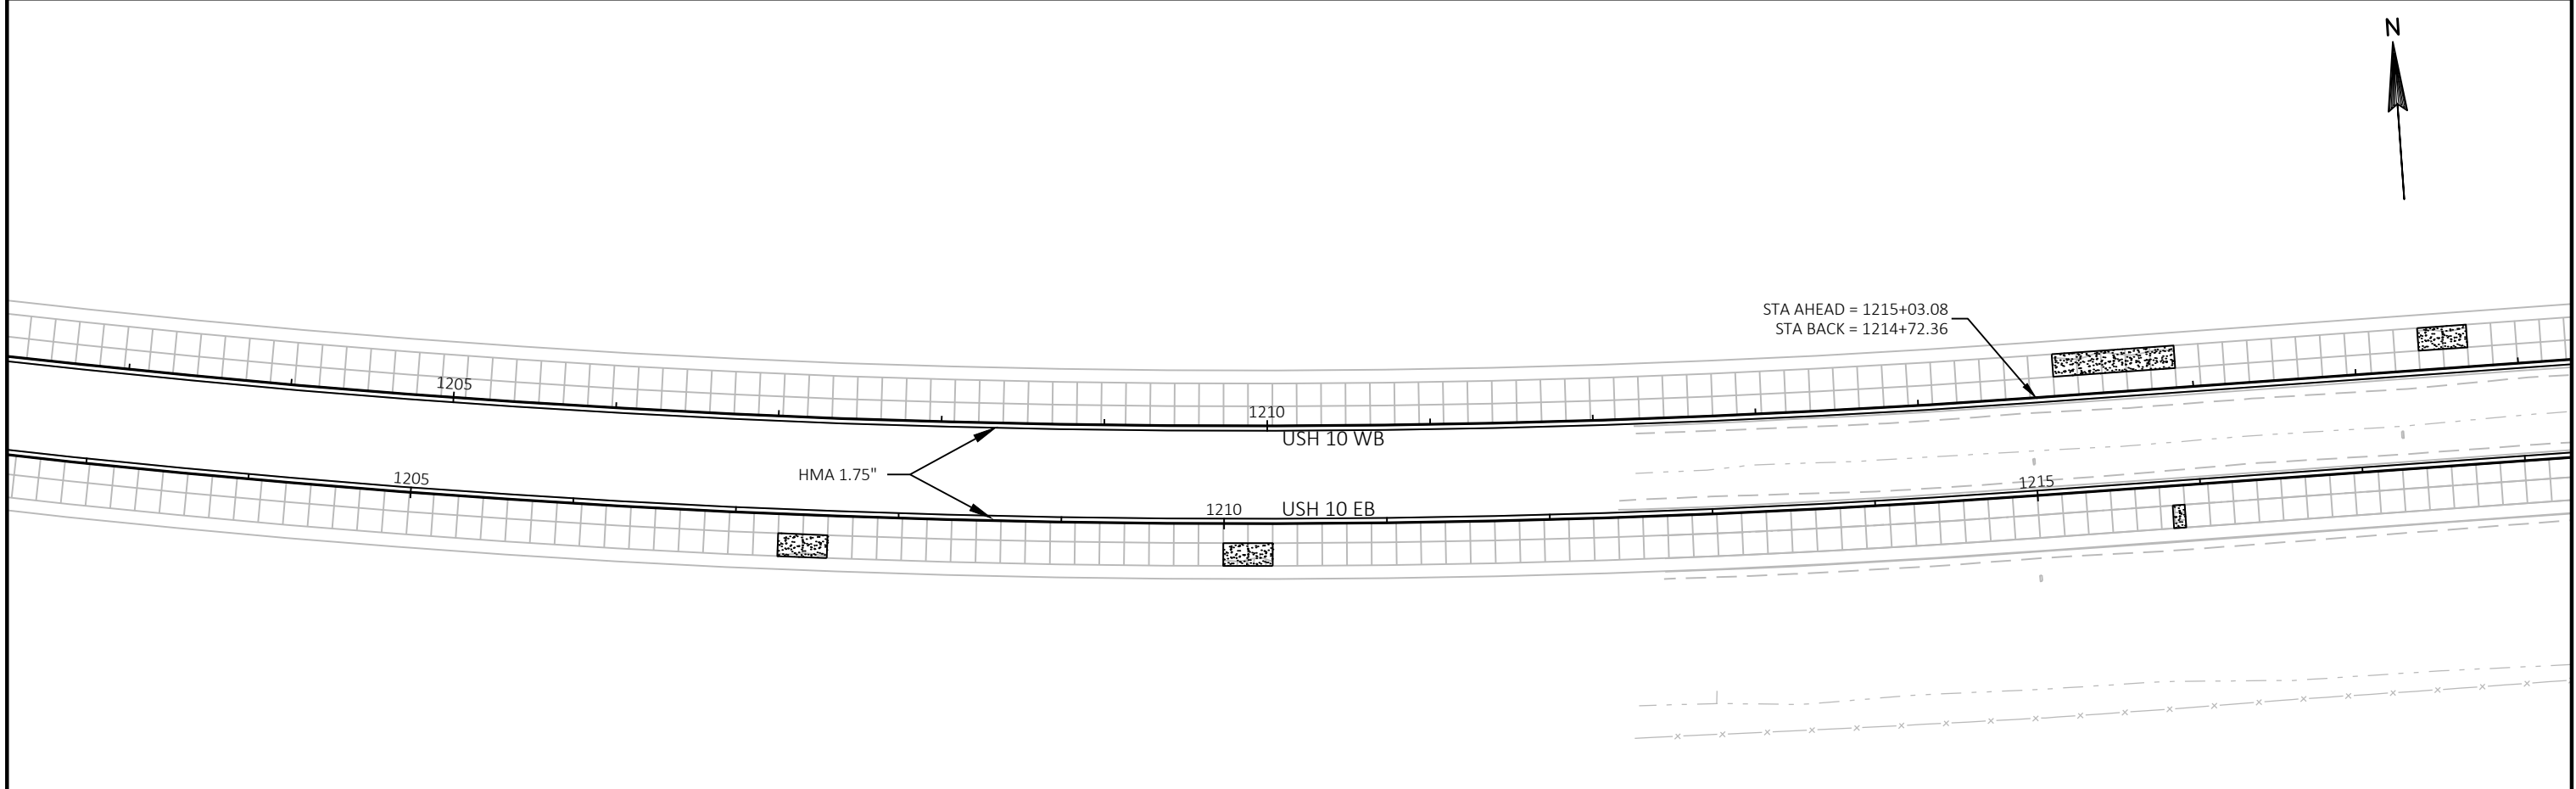 N
STA AHEAD = 1215+03.08
STA BACK = 1214+72.36
1205
1210
USH 10 WB
HMA 1.75"
1205
1210
USH 10 EB
1215